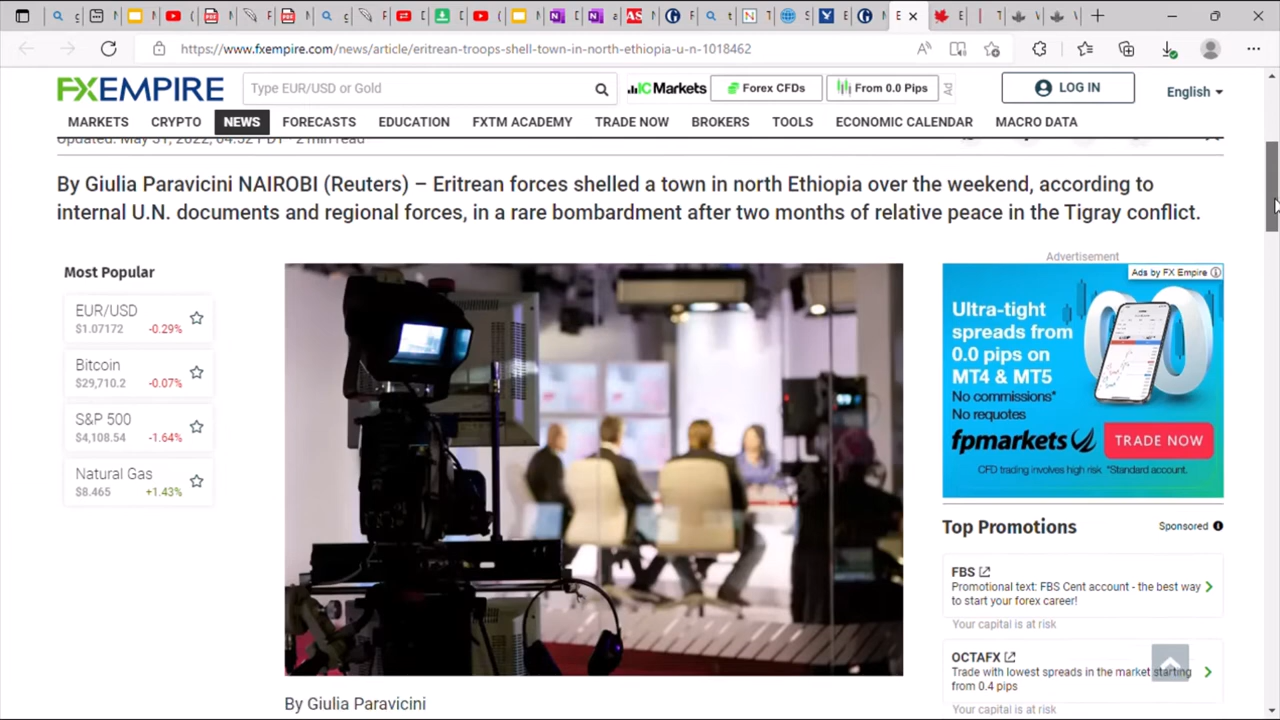 https://www.fxempire.com/news/article/eritrean-troops-shell-town-in-north-ethiopia-u-n-1018462
FXEMPIRE
Type EUR/USD or Gold
IC Markets
Forex CFDs
From 0.0 Pips
Ad
LOG IN
English
MARKETS CRYPTO NEWS FORECASTS EDUCATION FXTM ACADEMY TRADE NOW BROKERS TOOLS ECONOMIC CALENDAR MACRO DATA
By Giulia Paravicini NAIROBI (Reuters) – Eritrean forces shelled a town in north Ethiopia over the weekend, according to
internal U.N. documents and regional forces, in a rare bombardment after two months of relative peace in the Tigray conflict.
Most Popular
EUR/USD
$1.07172 -0.29%
Bitcoin
$29,710.2 -0.07%
S&P 500
$4,108.54 -1.64%
Natural Gas
$8.465 +1.43%
By Giulia Paravicini
Advertisement
Ads by FX Empire
Ultra-tight
spreads from
0.0 pips on
MT4 & MT5
No commissions*
No requotes
fpmarkets
TRADE NOW
CFD trading involves high risk *Standard account.
Top Promotions
Sponsored
FBS
Promotional text: FBS Cent account - the best way
to start your forex career!
Your capital is at risk
OCTAFX
Trade with lowest spreads in the market starting
from 0.4 pips
Your capital is at risk